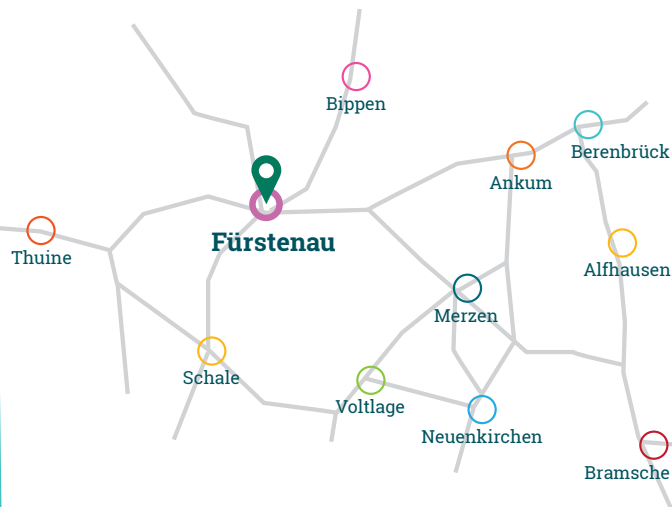 Bippen
Berenbrück
Ankum
Fürstenau
Thuine
Alfhausen
Merzen
Schale
Voltlage
Neuenkirchen
Bramsche